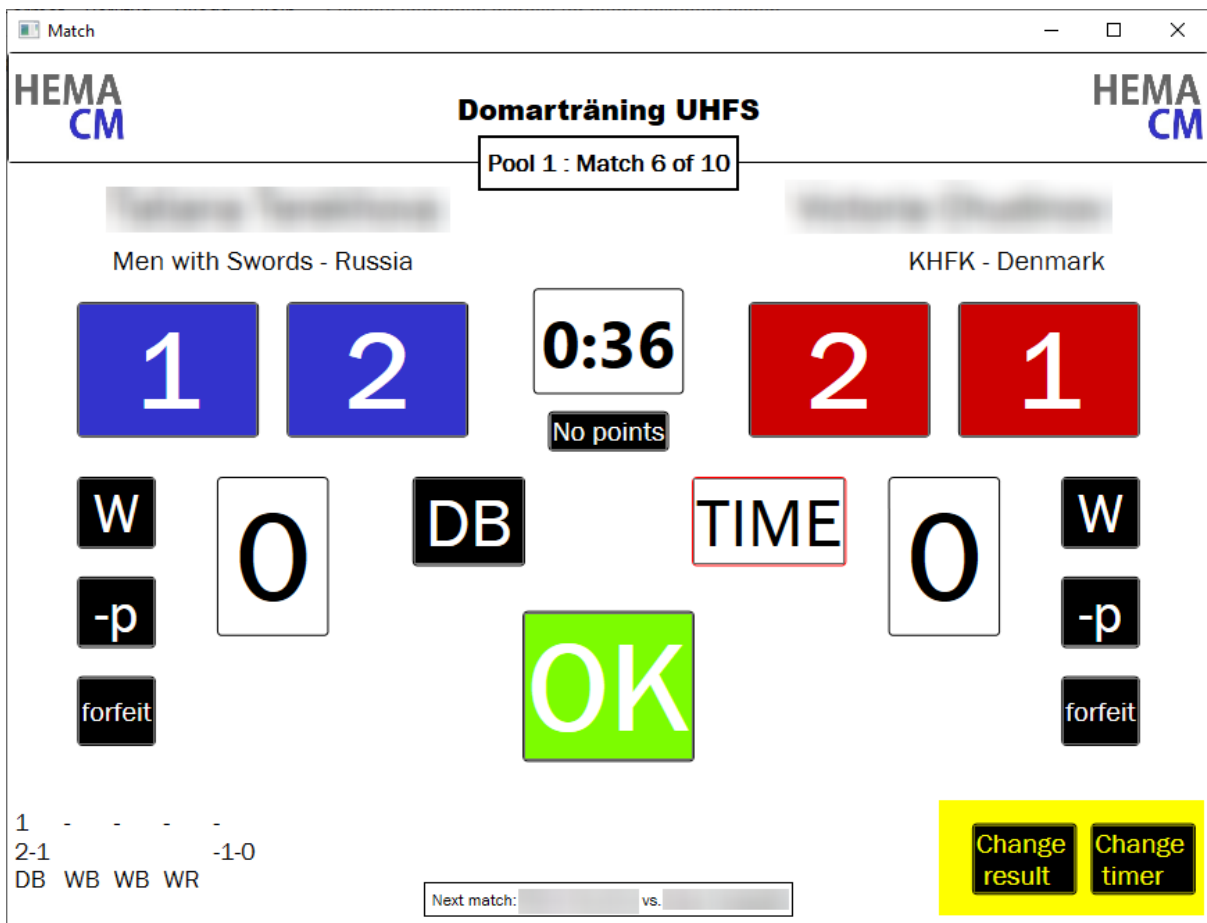 Match
HEMA
CM
Domarträning UHFS
HEMA
CM
Pool 1 : Match 6 of 10
Men with Swords - Russia
KHFK - Denmark
1
2
0:36
2
1
No points
W
0
DB
TIME
0
W
-p
-p
OK
forfeit
forfeit
1 - - - -
2-1 -1-0
DB WB WB WR
Change result
Change timer
Next match: vs.